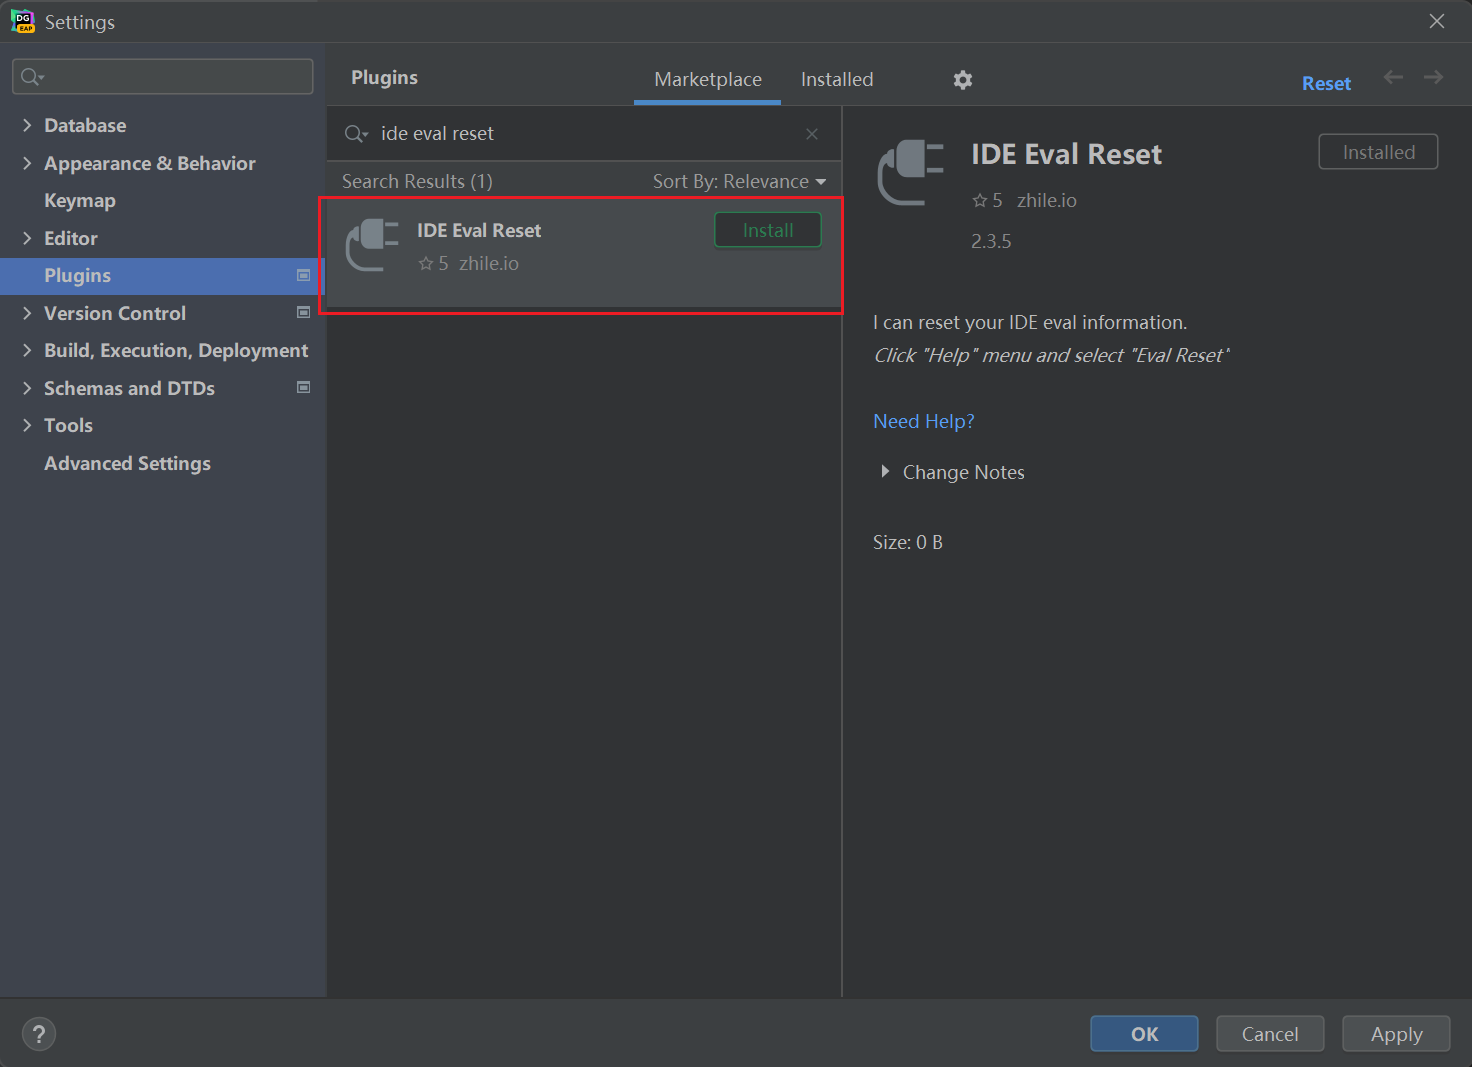 DG
EAP
Settings
Plugins
Marketplace
Installed
Reset
Database
Appearance & Behavior
Keymap
Editor
Plugins
Version Control
Build, Execution, Deployment
Schemas and DTDs
Tools
Advanced Settings
ide eval reset
Search Results (1)
Sort By: Relevance
IDE Eval Reset
Install
5 zhile.io
IDE Eval Reset
Installed
5 zhile.io
2.3.5
I can reset your IDE eval information.
Click "Help" menu and select "Eval Reset"
Need Help?
Change Notes
Size: 0 B
?
OK
Cancel
Apply